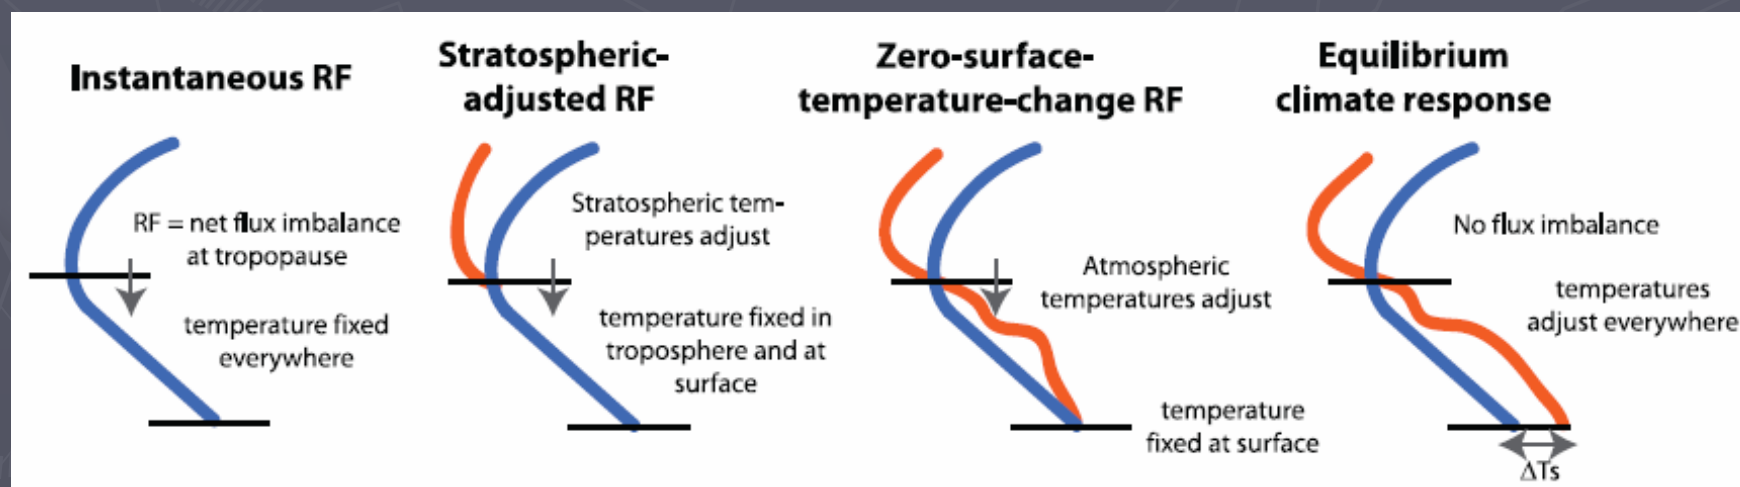 Instantaneous RF
RF = net flux imbalance
at tropopause
temperature fixed
everywhere
Stratospheric-
adjusted RF
Stratospheric tem-
peratures adjust
temperature fixed in
troposphere and at
surface
Zero-surface-
temperature-change RF
Atmospheric
temperatures adjust
temperature
fixed at surface
Equilibrium
climate response
No flux imbalance
temperatures
adjust everywhere
ΔTs